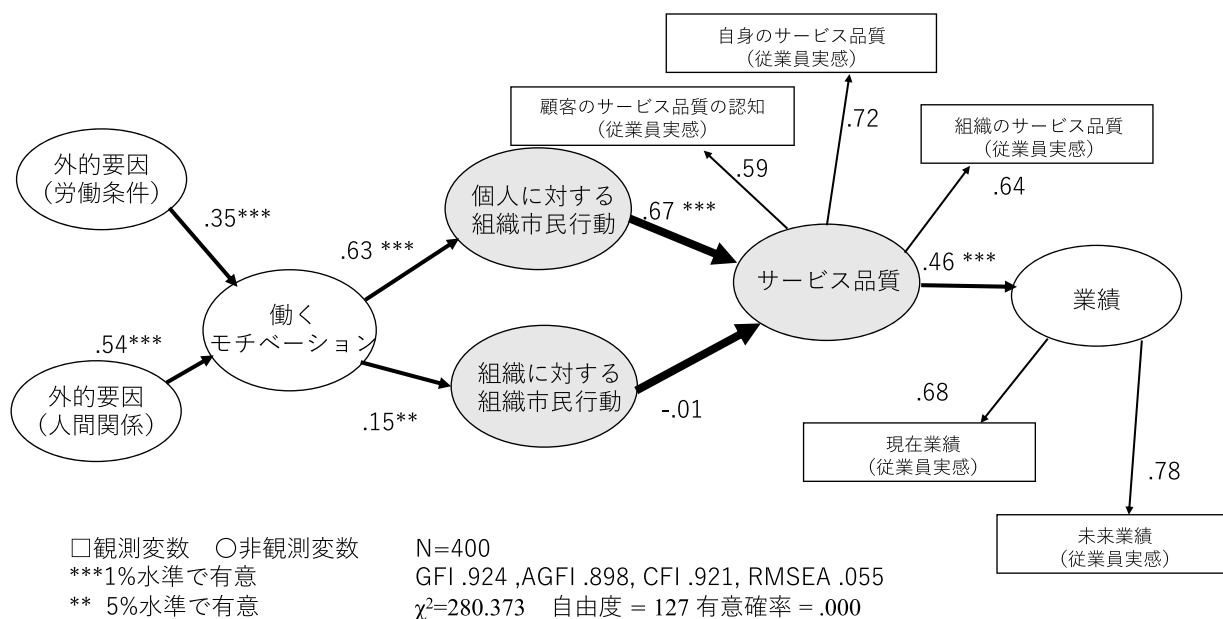 自身のサービス品質
(従業員実感)
顧客のサービス品質の認知
(従業員実感)
組織のサービス品質
(従業員実感)
.72
.59
.64
外的要因
(労働条件)
.35***
個人に対する
組織市民行動
.67 ***
.63 ***
サービス品質
.46 ***
業績
働く
モチベーション
.54***
外的要因
(人間関係)
組織に対する
組織市民行動
.15**
-.01
.68
現在業績
(従業員実感)
.78
未来業績
(従業員実感)
□観測変数 ○非観測変数 N=400
***1%水準で有意 GFI .924 ,AGFI .898, CFI .921, RMSEA .055
** 5%水準で有意 χ²=280.373 自由度 = 127 有意確率 = .000